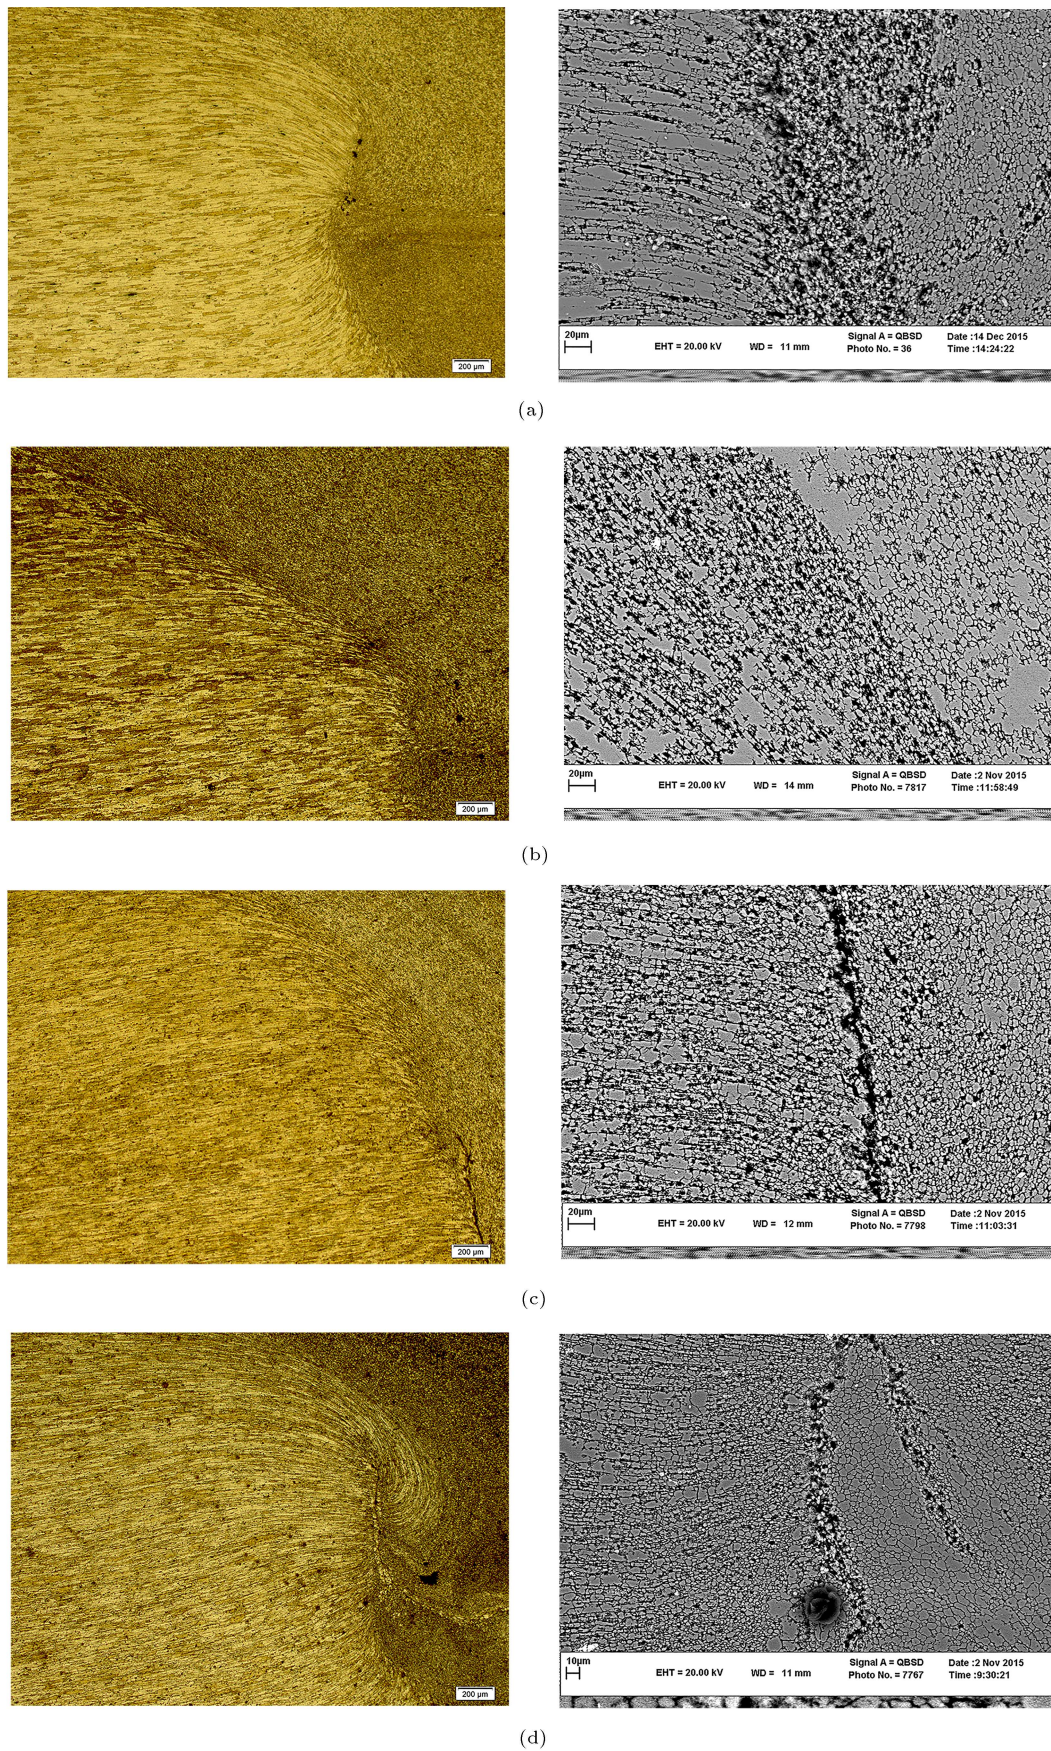 200 µm
20µm
EHT = 20.00 kV WD = 11 mm Signal A = QBSD Photo No. = 36 Date :14 Dec 2015 Time :14:24:22
(a)
200 µm
20µm
EHT = 20.00 kV WD = 14 mm Signal A = QBSD Photo No. = 7817 Date :2 Nov 2015 Time :11:58:49
(b)
200 µm
20µm
EHT = 20.00 kV WD = 12 mm Signal A = QBSD Photo No. = 7798 Date :2 Nov 2015 Time :11:03:31
(c)
200 µm
10µm
EHT = 20.00 kV WD = 11 mm Signal A = QBSD Photo No. = 7767 Date :2 Nov 2015 Time :9:30:21
(d)